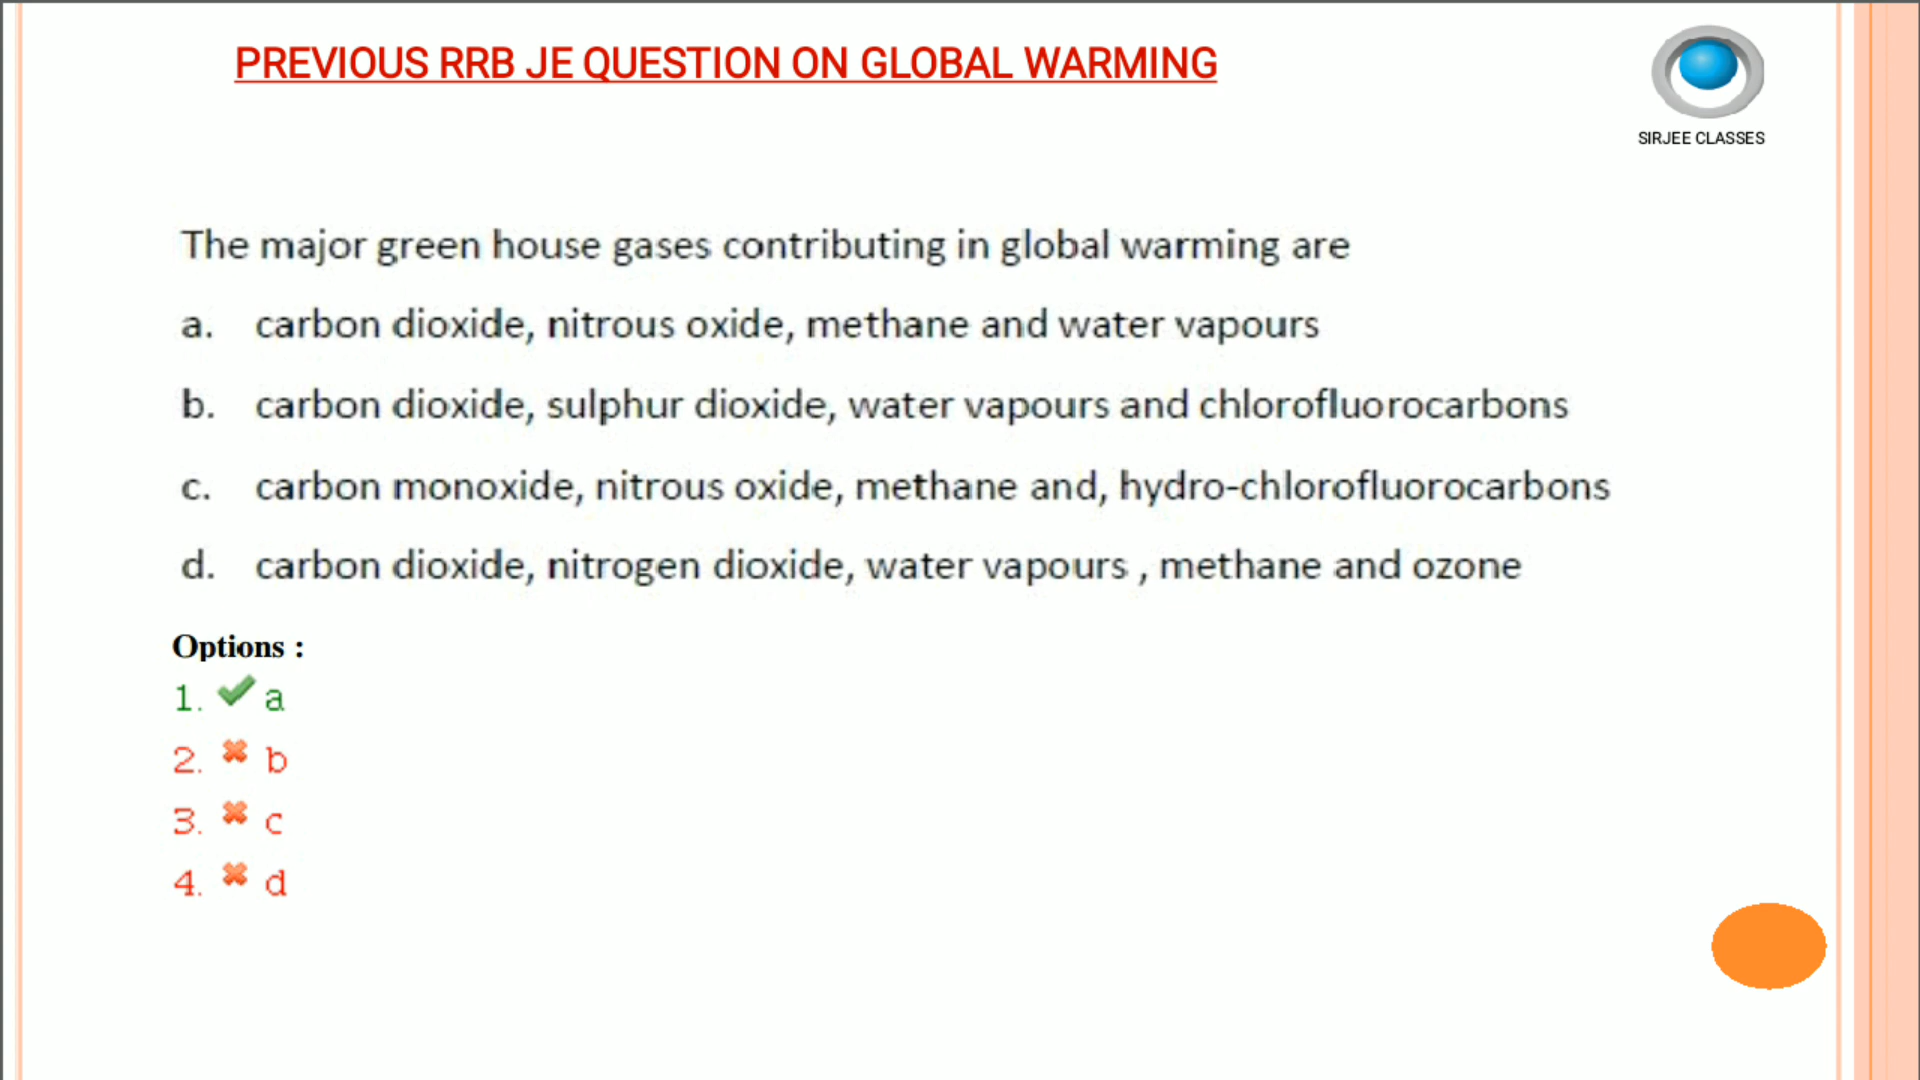 PREVIOUS RRB JE QUESTION ON GLOBAL WARMING
SIRJEE CLASSES
The major green house gases contributing in global warming are
a. carbon dioxide, nitrous oxide, methane and water vapours
b. carbon dioxide, sulphur dioxide, water vapours and chlorofluorocarbons
c. carbon monoxide, nitrous oxide, methane and, hydro-chlorofluorocarbons
d. carbon dioxide, nitrogen dioxide, water vapours , methane and ozone
Options :
1. a
2. b
3. c
4. d